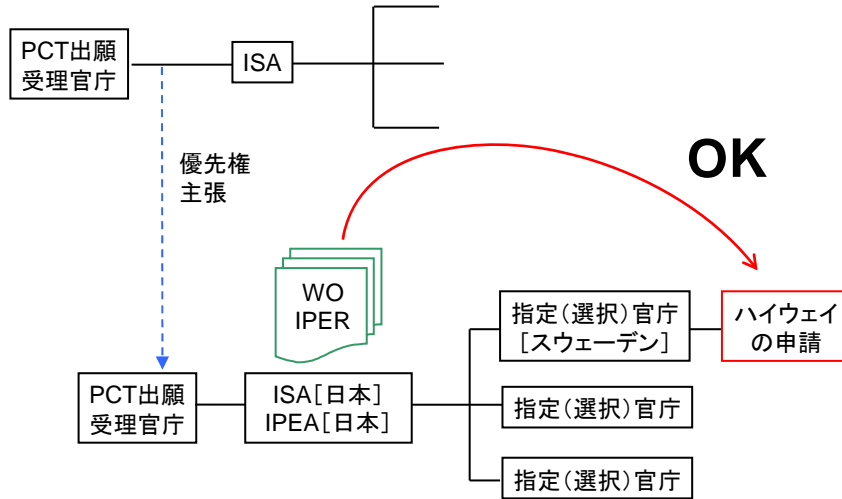 PCT出願
受理官庁
ISA
優先権
主張
OK
WO
IPER
指定(選択)官庁
[スウェーデン]
ハイウェイ
の申請
PCT出願
受理官庁
ISA[日本]
IPEA[日本]
指定(選択)官庁
指定(選択)官庁